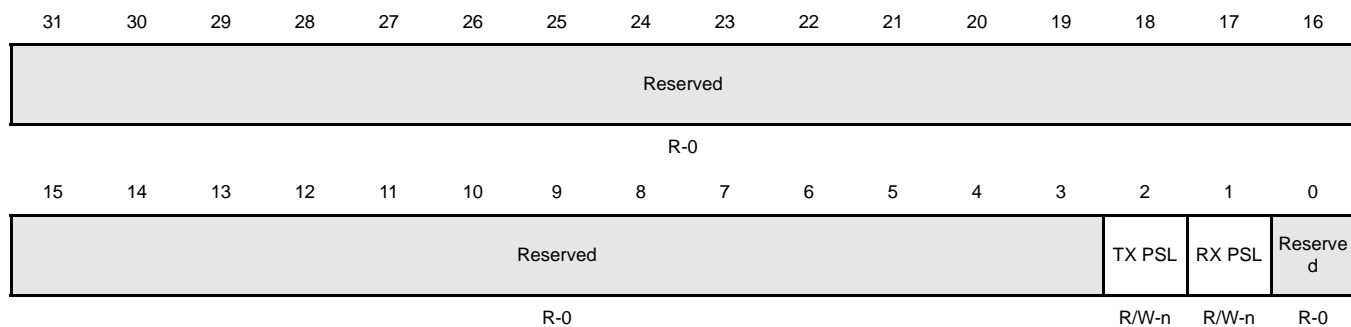 31 30 29 28 27 26 25 24 23 22 21 20 19 18 17 16
Reserved
R-0
15 14 13 12 11 10 9 8 7 6 5 4 3 2 1 0
Reserved TX PSL RX PSL Reserve
d
R-0 R/W-n R/W-n R-0